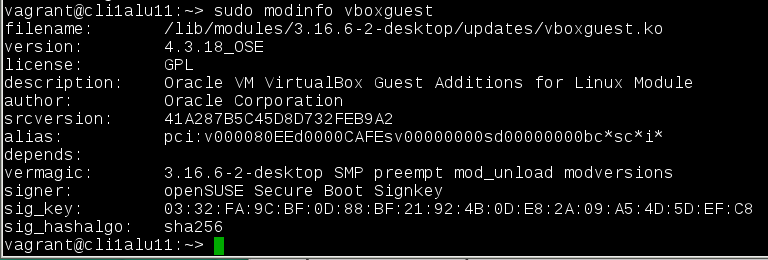 vagrant@cli1alu11:~> sudo modinfo vboxguest
filename:       /lib/modules/3.16.6-2-desktop/updates/vboxguest.ko
version:        4.3.18_OSE
license:        GPL
description:    Oracle VM VirtualBox Guest Additions for Linux Module
author:         Oracle Corporation
srcversion:     41A287B5C45D8D732FEB9A2
alias:          pci:v000080EEd0000CAFEsv00000000sd00000000bc*sc*i*
depends:
vermagic:       3.16.6-2-desktop SMP preempt mod_unload modversions
signer:         openSUSE Secure Boot Signkey
sig_key:        03:32:FA:9C:BF:0D:88:BF:21:92:4B:0D:E8:2A:09:A5:4D:5D:EF:C8
sig_hashalgo:   sha256
vagrant@cli1alu11:~>